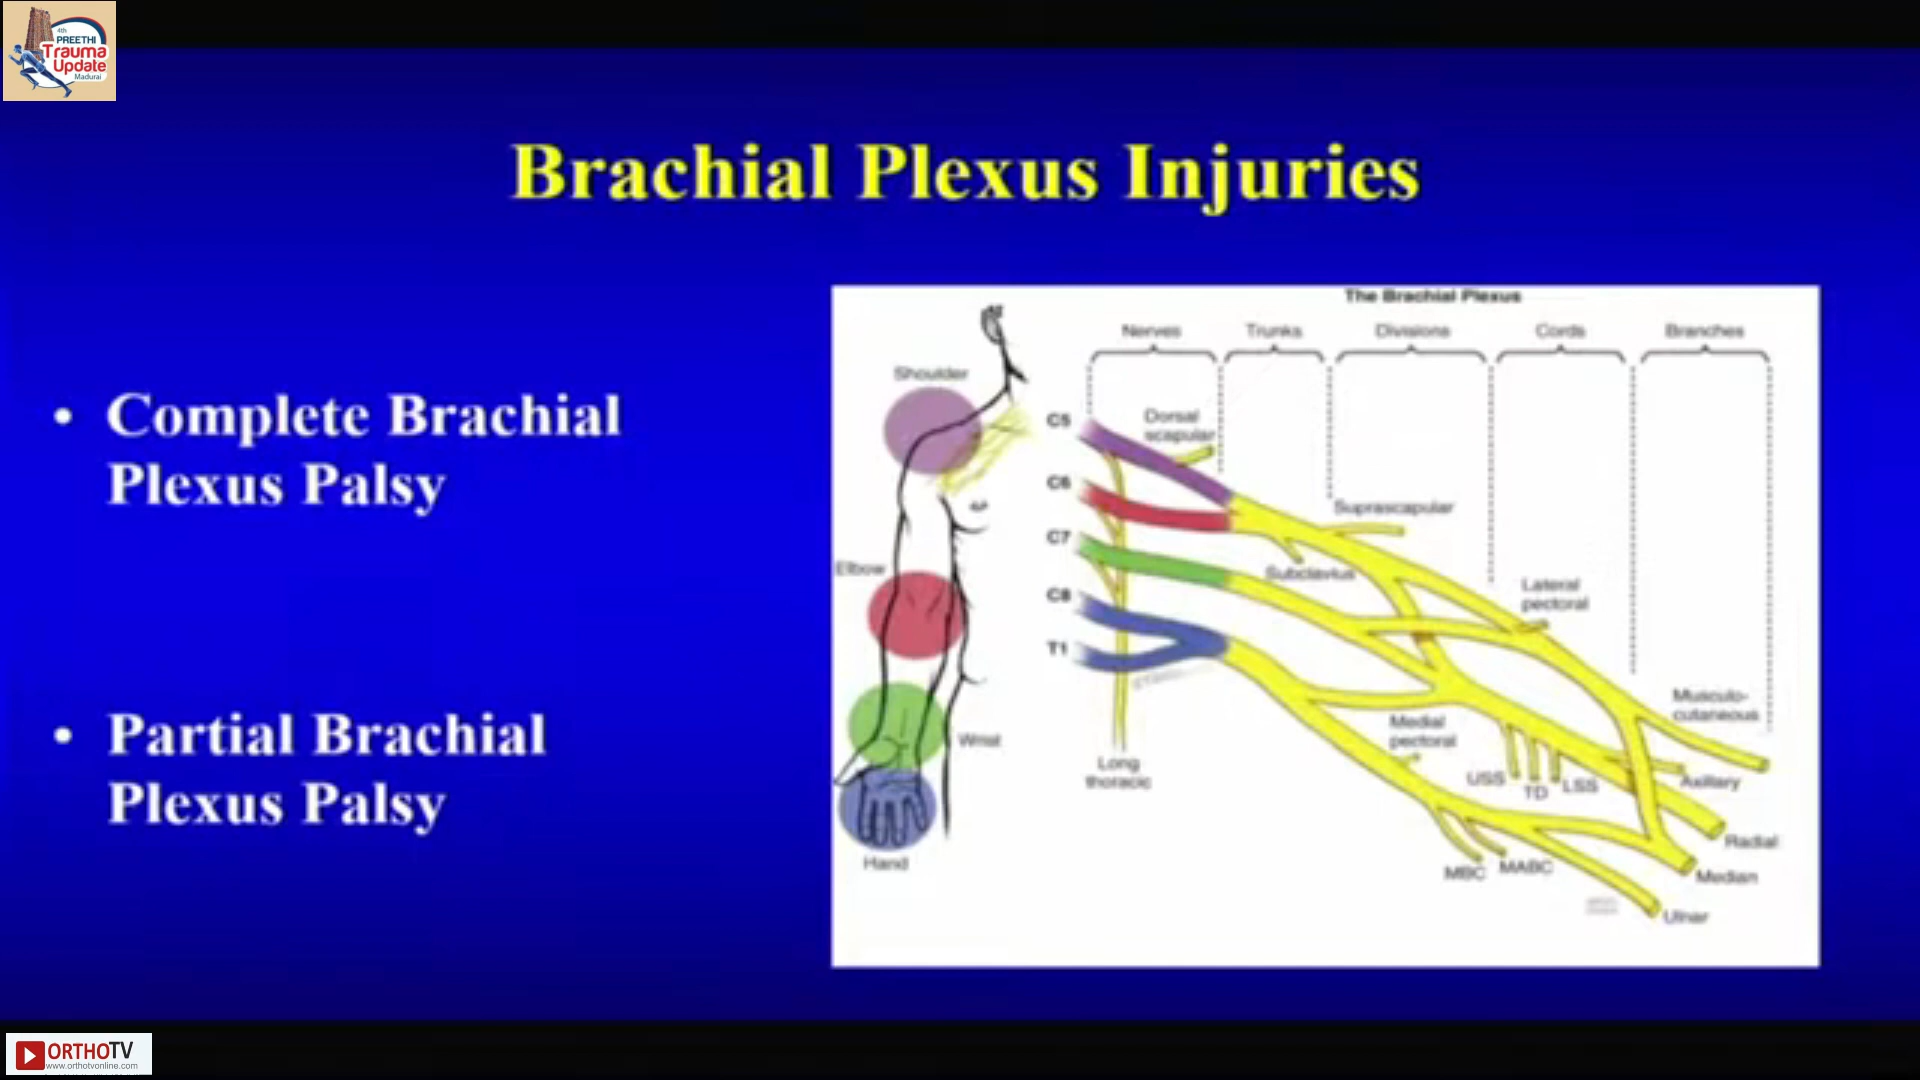 4th
PREETHI
Trauma
Update
Madurai
Brachial Plexus Injuries
• Complete Brachial
Plexus Palsy
• Partial Brachial
Plexus Palsy
The Brachial Plexus
Nerves Trunks Divisions Cords Branches
Shoulder
Elbow
Wrist
Hand
C5
C6
C7
C8
T1
Dorsal
scapular
Suprascapular
Subclavius
Lateral
pectoral
Musculo-
cutaneous
Medial
pectoral
Long
thoracic
USS
TD
LSS
Axillary
Radial
MBC
MABC
Median
Ulnar
ORTHOTV
www.orthotvonline.com